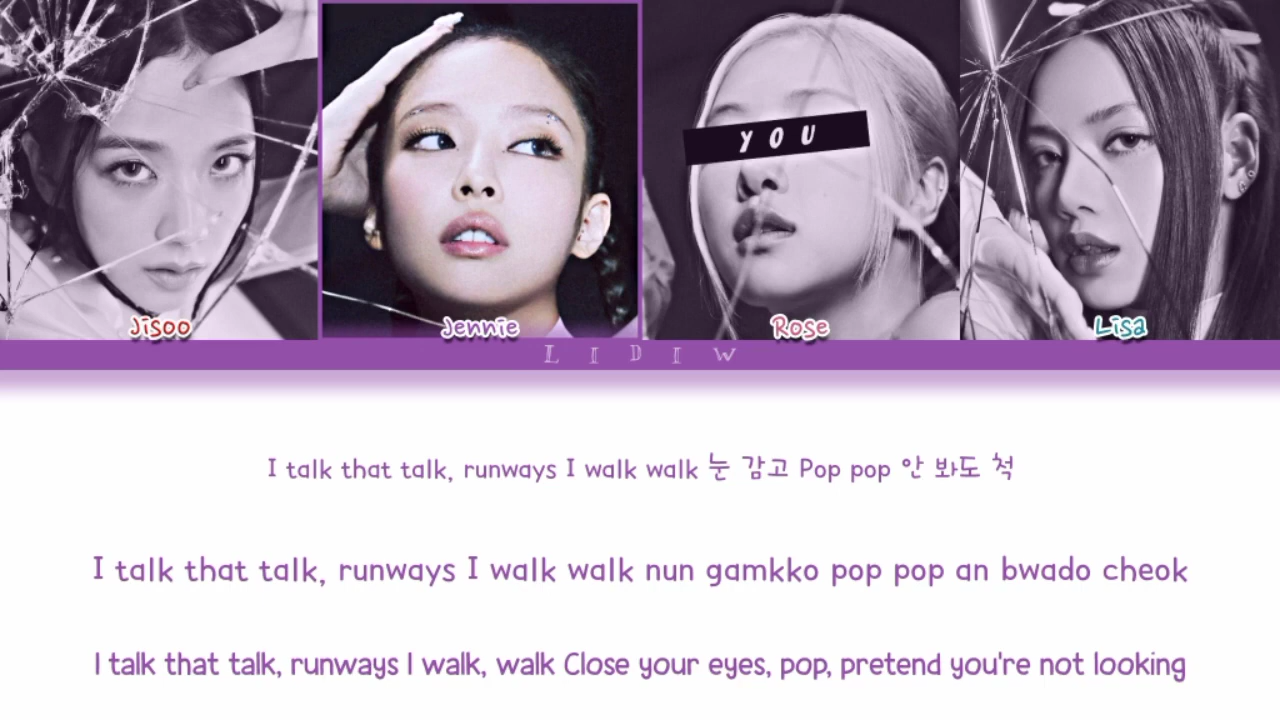 YOU
Jisoo
Jennie
Rose
Lisa
LIDIW
I talk that talk, runways I walk walk 눈 감고 Pop pop 안 봐도 척
I talk that talk, runways I walk walk nun gamkko pop pop an bwado cheok
I talk that talk, runways I walk, walk Close your eyes, pop, pretend you're not looking